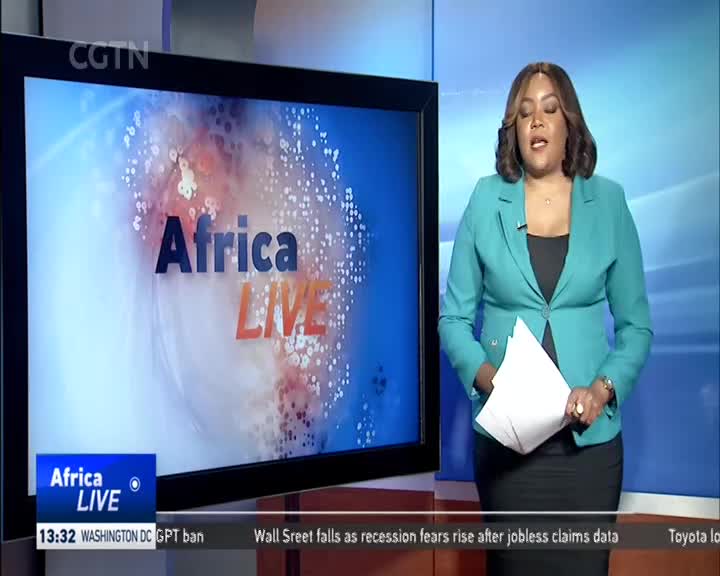 CGTN
Africa
LIVE
Africa
LIVE
13:32 WASHINGTON DC GPT ban Wall Sreet falls as recession fears rise after jobless claims data Toyota lo